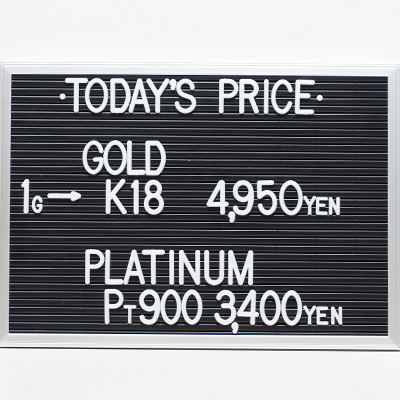 ·TODAY'S PRICE·
GOLD
1G→ K18 4,950YEN
PLATINUM
PT900 3,400YEN